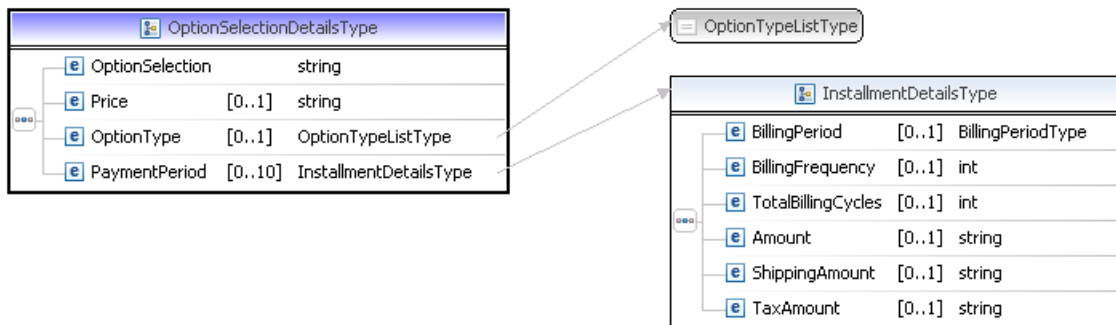 OptionSelectionDetailsType
e OptionSelection string
e Price [0..1] string
e OptionType [0..1] OptionTypeListType
e PaymentPeriod [0..10] InstallmentDetailsType
OptionTypeListType
InstallmentDetailsType
e BillingPeriod [0..1] BillingPeriodType
e BillingFrequency [0..1] int
e TotalBillingCycles [0..1] int
e Amount [0..1] string
e ShippingAmount [0..1] string
e TaxAmount [0..1] string